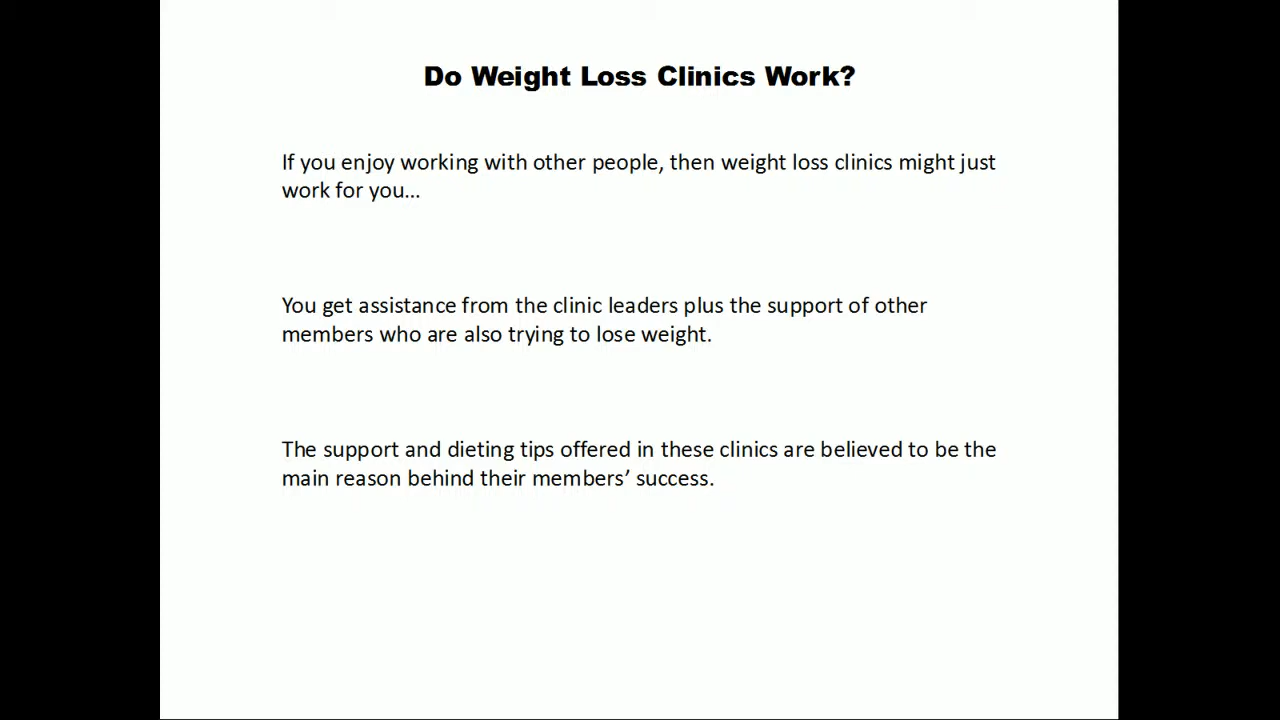 Do Weight Loss Clinics Work?
If you enjoy working with other people, then weight loss clinics might just
work for you...
You get assistance from the clinic leaders plus the support of other
members who are also trying to lose weight.
The support and dieting tips offered in these clinics are believed to be the
main reason behind their members’ success.